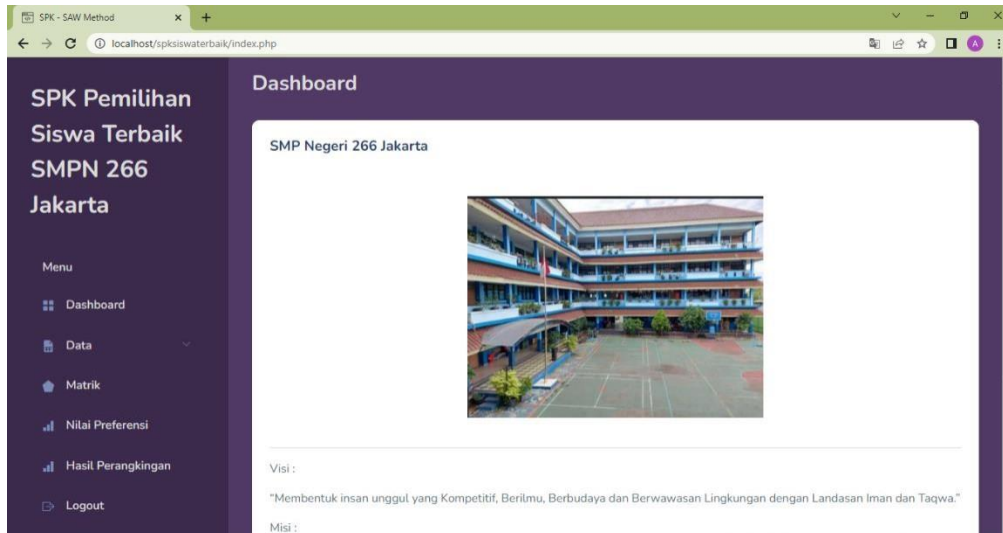 SPK - SAW Method
localhost/spksiswaterbaik/index.php
A
SPK Pemilihan
Siswa Terbaik
SMPN 266
Jakarta
Menu
Dashboard
Data
Matrik
Nilai Preferensi
Hasil Perangkingan
Logout
Dashboard
SMP Negeri 266 Jakarta
Visi :
"Membentuk insan unggul yang Kompetitif, Berilmu, Berbudaya dan Berwawasan Lingkungan dengan Landasan Iman dan Taqwa."
Misi :